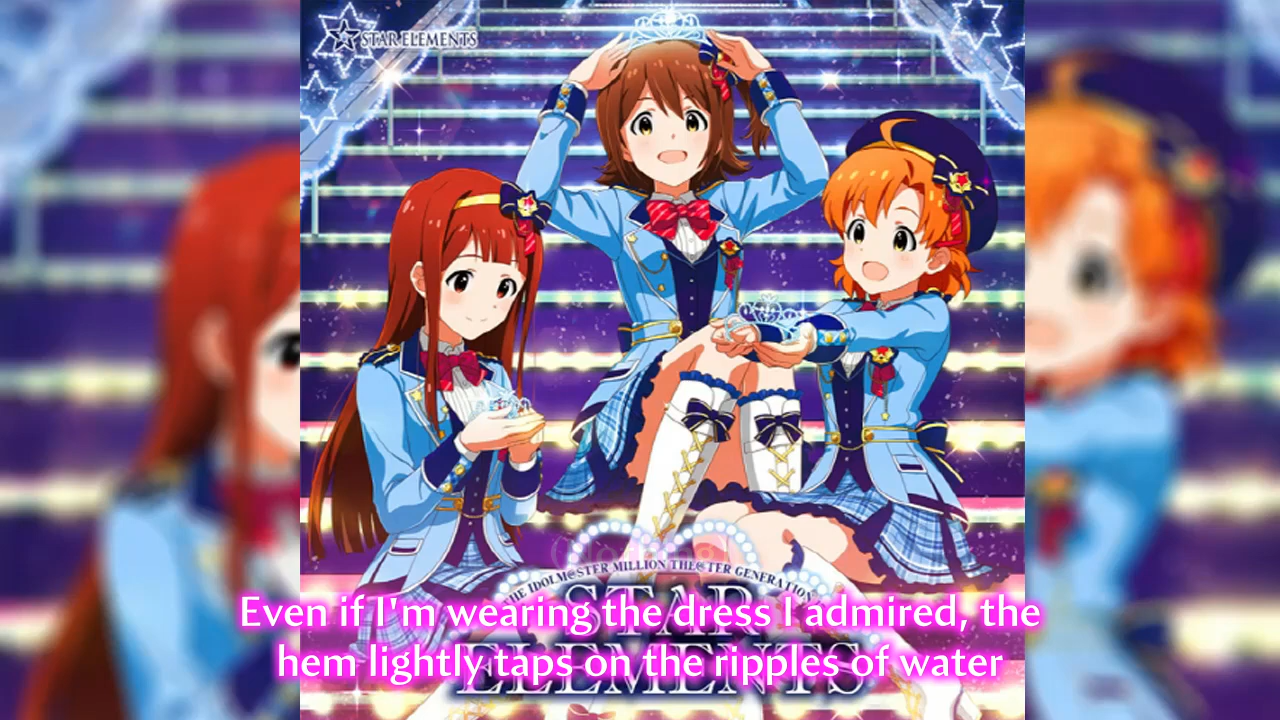 STAR ELEMENTS
THE IDOLM@STER MILLION THE@TER GENERATION
STAR
Even if I'm wearing the dress I admired, the
hem lightly taps on the ripples of water
ELEMENTS